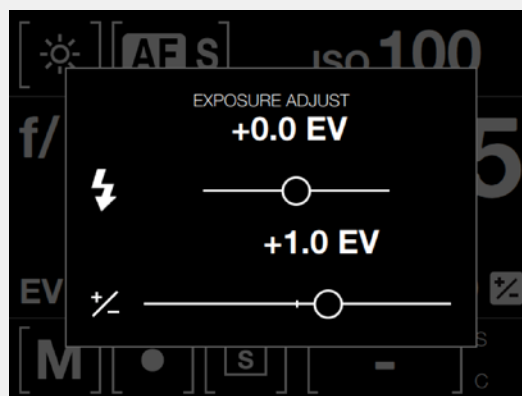 AF S
ISO 100
EXPOSURE ADJUST
+0.0 EV
f/ 5
+1.0 EV
EV
+/-
+/-
M S - S
C